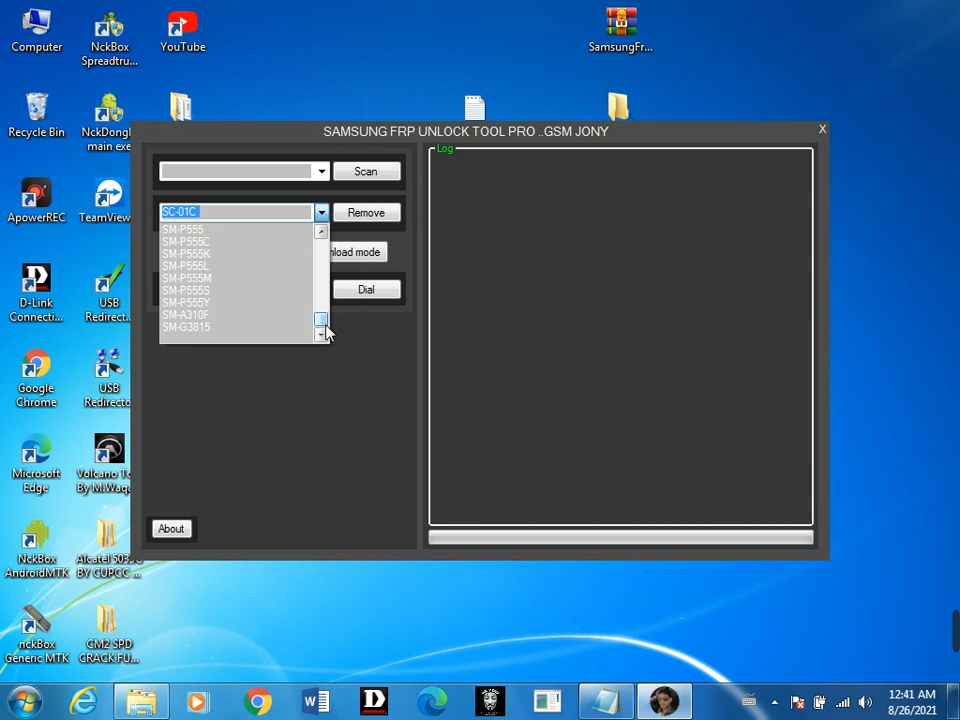 Computer
NckBox
Spreadtru...
YouTube
SamsungFr...
Recycle Bin
NckDongl
main exe
SAMSUNG FRP UNLOCK TOOL PRO ..GSM JONY
X
Scan
Log
SC-01C
Remove
SM-P555
SM-P555C
SM-P555K
SM-P555L
SM-P555M
SM-P555S
SM-P555Y
SM-A310F
SM-G3815
nload mode
Dial
About
ApowerREC
TeamView
D-Link
Connecti...
USB
Redirect..
Google
Chrome
USB
Redirecto
Microsoft
Edge
Volcano To
By M.Waqa
NckBox
AndroidMTK
Alcatel 5039
BY CUPCC ...
nckBox
Generic MTK
CM2 SPD
CRACK FU...
12:41 AM
8/26/2021